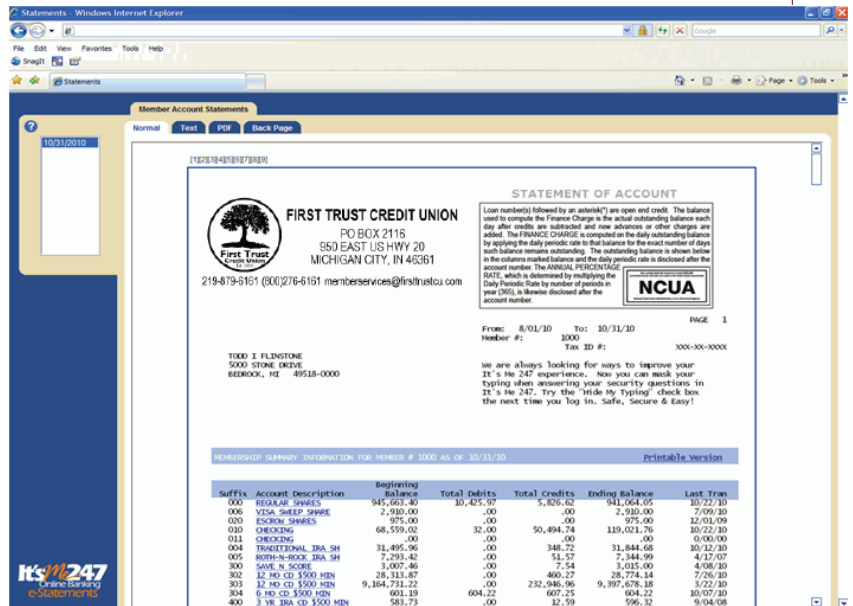 Statements - Windows Internet Explorer
Google
File Edit View Favorites Tools Help
SnagIt
Statements
Page Tools
Member Account Statements
Normal Text PDF Back Page
10/31/2010
[1][2][3][4][5][6][7][8][9]
STATEMENT OF ACCOUNT
First Trust
Credit Union
FIRST TRUST CREDIT UNION
PO BOX 2116
950 EAST US HWY 20
MICHIGAN CITY, IN 46361
219-879-6161 (800)276-6161 memberservices@firsttrustcu.com
Loan number(s) followed by an asterisk(*) are open end credit. The balance
used to compute the Finance Charge is the actual outstanding balance each
day after credits are subtracted and new advances or other charges are
added. The FINANCE CHARGE is computed on the daily outstanding balance
by applying the daily periodic rate to that balance for the exact number of days
such balance remains outstanding. The outstanding balance is shown below
in the columns marked balance and the daily periodic rate is disclosed after the
account number. The ANNUAL PERCENTAGE
RATE, which is determined by multiplying the
Daily Periodic Rate by number of periods in
year (365), is likewise disclosed after the
account number.
NCUA
PAGE 1
From: 8/01/10 To: 10/31/10
Member #: 1000
Tax ID #: XXX-XX-XXXX
TODD I FLINSTONE
5000 STONE DRIVE
BEDROCK, MI 49518-0000
We are always looking for ways to improve your
It's Me 247 experience. Now you can mask your
typing when answering your security questions in
It's Me 247. Try the "Hide My Typing" check box
the next time you log in. Safe, Secure & Easy!
MEMBERSHIP SUMMARY INFORMATION FOR MEMBER # 1000 AS OF 10/31/10 Printable Version
Beginning
Suffix Account Description Balance Total Debits Total Credits Ending Balance Last Tran
000 REGULAR SHARES 945,663.40 10,425.97 5,826.62 941,064.05 10/22/10
006 VISA SWEEP SHARE 2,910.00 .00 .00 2,910.00 7/09/10
020 ESCROW SHARES 975.00 .00 .00 975.00 12/01/09
010 CHECKING 68,559.02 32.00 50,494.74 119,021.76 10/22/10
011 CHECKING .00 .00 .00 .00 0/00/00
004 TRADITIONAL IRA SH 31,495.96 .00 348.72 31,844.68 10/12/10
005 ROTH-N-ROCK IRA SH 7,293.42 .00 51.57 7,344.99 4/17/07
300 SAVE N SCORE 3,007.46 .00 7.54 3,015.00 4/08/10
302 12 MO CD $500 MIN 28,313.87 .00 460.27 28,774.14 7/26/10
303 12 MO CD $500 MIN 9,164,731.22 .00 232,946.96 9,397,678.18 3/22/10
304 6 MO CD $500 MIN 601.19 604.22 607.25 604.22 10/07/10
400 3 YR IRA CD $500 MIN 583.73 .00 12.59 596.32 9/04/08
It's Me 247
Online Banking
e-Statements